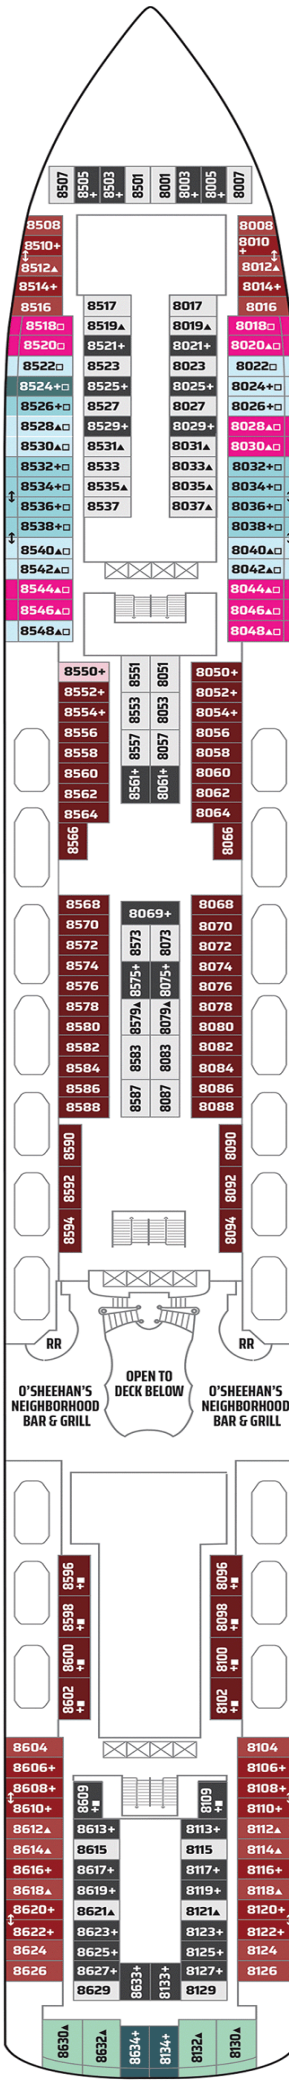 8507 8505+ 8503+ 8501 8001 8003+ 8005+ 8007
8508 8008
8510+ 8010+
8512▲ 8012▲
8514+ 8014+
8516 8517 8017 8016
8518□ 8519▲ 8019▲ 8018□
8520□ 8521+ 8021+ 8020▲□
8522□ 8523 8023 8022□
8524+□ 8525+ 8025+ 8024+□
8526+□ 8527 8027 8026+□
8528▲□ 8529+ 8029+ 8028▲□
8530▲□ 8531▲ 8031▲ 8030▲□
8532+□ 8533 8033▲ 8032+□
8534+□ 8535▲ 8035▲ 8034+□
8536+□ 8537 8037▲ 8036+□
8538+□ 8038+□
8540▲□ 8040▲□
8542▲□ 8042▲□
8544▲□ 8044▲□
8546▲□ 8046▲□
8548▲□ 8048▲□
8550+ 8551 8051 8050+
8552+ 8052+
8554+ 8553 8053 8054+
8556 8056
8558 8557 8057 8058
8560 8561+ 8061+ 8060
8562 8062
8564 8064
8566 8066
8568 8069+ 8068
8570 8070
8572 8573 8073 8072
8574 8074
8576 8575+ 8075+ 8076
8578 8579▲ 8079▲ 8078
8580 8080
8582 8583 8083 8082
8584 8084
8586 8587 8087 8086
8588 8088
8590 8090
8592 8092
8594 8094
RR RR
O'SHEEHAN'S
NEIGHBORHOOD
BAR & GRILL
OPEN TO
DECK BELOW
O'SHEEHAN'S
NEIGHBORHOOD
BAR & GRILL
8596+■ 8096+■
8598+■ 8098+■
8600+■ 8100+■
8602+■ 8102+■
8604 8104
8606+ 8106+
8608+ 8609+■ 8109+■ 8108+
8610+ 8110+
8612▲ 8613+ 8113+ 8112▲
8614▲ 8615 8115 8114▲
8616+ 8617+ 8117+ 8116+
8618▲ 8619+ 8119+ 8118▲
8620+ 8621▲ 8121▲ 8120+
8622+ 8623+ 8123+ 8122+
8624 8625+ 8125+ 8124
8626 8627+ 8633+ 8133+ 8127+ 8126
8629 8129
8630▲ 8632▲ 8634+ 8134+ 8132▲ 8130▲